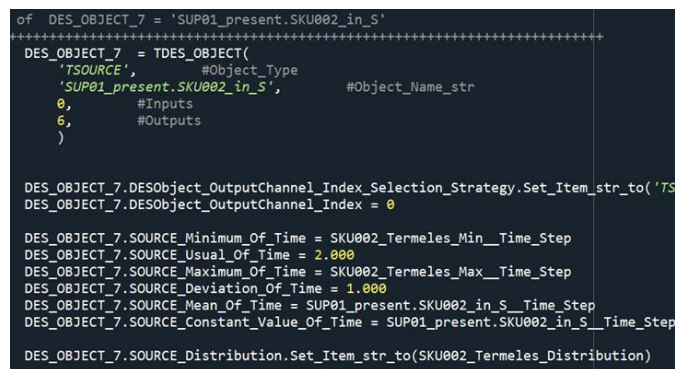 of  DES_OBJECT_7 = 'SUP01_present.SKU002_in_S'
++++++++++++++++++++++++++++++++++++++++++++++++++++++++++++++++++++++++++
DES_OBJECT_7  = TDES_OBJECT(
'TSOURCE',        #Object_Type
'SUP01_present.SKU002_in_S',        #Object_Name_str
0,        #Inputs
6,        #Outputs
)
DES_OBJECT_7.DESObject_OutputChannel_Index_Selection_Strategy.Set_Item_str_to('TS
DES_OBJECT_7.DESObject_OutputChannel_Index = 0
DES_OBJECT_7.SOURCE_Minimum_Of_Time = SKU002_Termeles_Min__Time_Step
DES_OBJECT_7.SOURCE_Usual_Of_Time = 2.000
DES_OBJECT_7.SOURCE_Maximum_Of_Time = SKU002_Termeles_Max__Time_Step
DES_OBJECT_7.SOURCE_Deviation_Of_Time = 1.000
DES_OBJECT_7.SOURCE_Mean_Of_Time = SUP01_present.SKU002_in_S__Time_Step
DES_OBJECT_7.SOURCE_Constant_Value_Of_Time = SUP01_present.SKU002_in_S__Time_Step
DES_OBJECT_7.SOURCE_Distribution.Set_Item_str_to(SKU002_Termeles_Distribution)